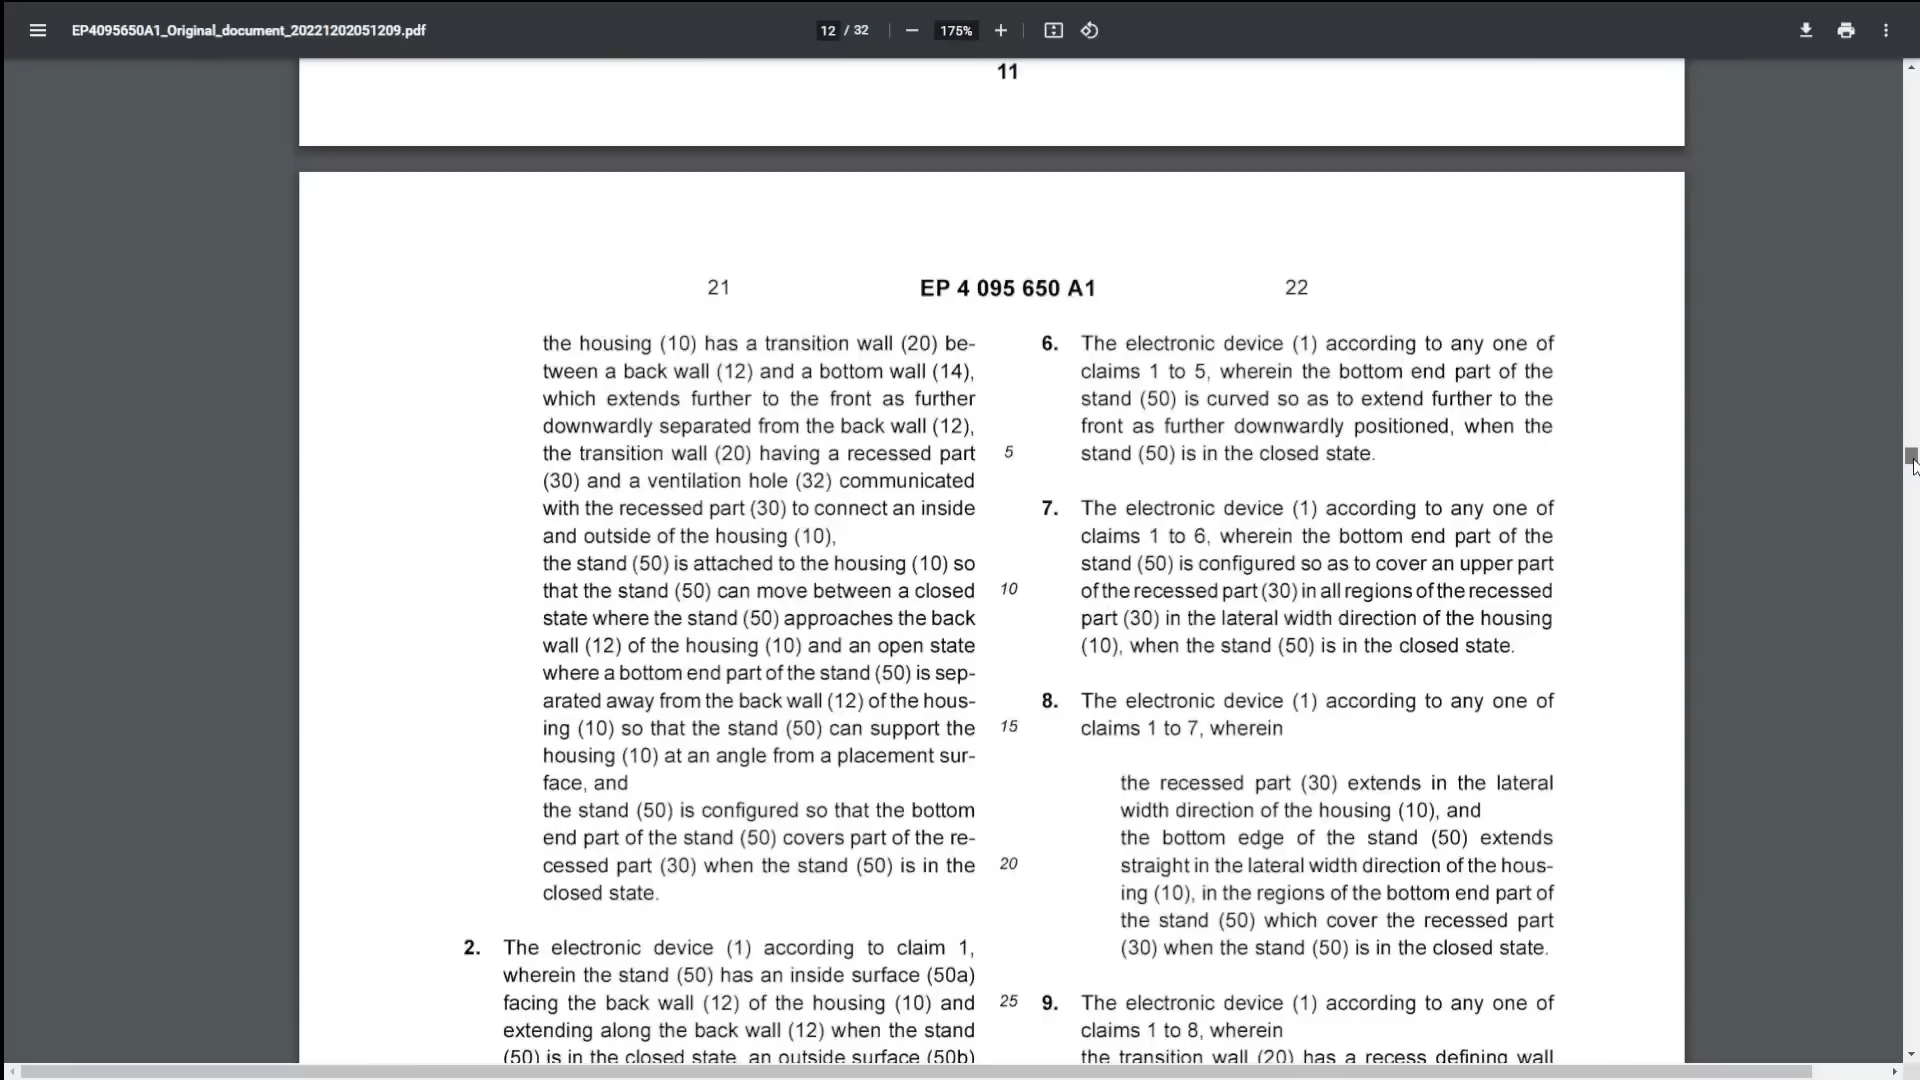 EP4095650A1_Original_document_20221202051209.pdf
12 / 32
175%
11
21
EP 4 095 650 A1
22
the housing (10) has a transition wall (20) be-
tween a back wall (12) and a bottom wall (14),
which extends further to the front as further
downwardly separated from the back wall (12),
the transition wall (20) having a recessed part
(30) and a ventilation hole (32) communicated
with the recessed part (30) to connect an inside
and outside of the housing (10),
the stand (50) is attached to the housing (10) so
that the stand (50) can move between a closed
state where the stand (50) approaches the back
wall (12) of the housing (10) and an open state
where a bottom end part of the stand (50) is sep-
arated away from the back wall (12) of the hous-
ing (10) so that the stand (50) can support the
housing (10) at an angle from a placement sur-
face, and
the stand (50) is configured so that the bottom
end part of the stand (50) covers part of the re-
cessed part (30) when the stand (50) is in the
closed state.
2. The electronic device (1) according to claim 1,
wherein the stand (50) has an inside surface (50a)
facing the back wall (12) of the housing (10) and
extending along the back wall (12) when the stand
(50) is in the closed state, an outside surface (50b)
5
10
15
20
25
6. The electronic device (1) according to any one of
claims 1 to 5, wherein the bottom end part of the
stand (50) is curved so as to extend further to the
front as further downwardly positioned, when the
stand (50) is in the closed state.
7. The electronic device (1) according to any one of
claims 1 to 6, wherein the bottom end part of the
stand (50) is configured so as to cover an upper part
of the recessed part (30) in all regions of the recessed
part (30) in the lateral width direction of the housing
(10), when the stand (50) is in the closed state.
8. The electronic device (1) according to any one of
claims 1 to 7, wherein
the recessed part (30) extends in the lateral
width direction of the housing (10), and
the bottom edge of the stand (50) extends
straight in the lateral width direction of the hous-
ing (10), in the regions of the bottom end part of
the stand (50) which cover the recessed part
(30) when the stand (50) is in the closed state.
9. The electronic device (1) according to any one of
claims 1 to 8, wherein
the transition wall (20) has a recess defining wall